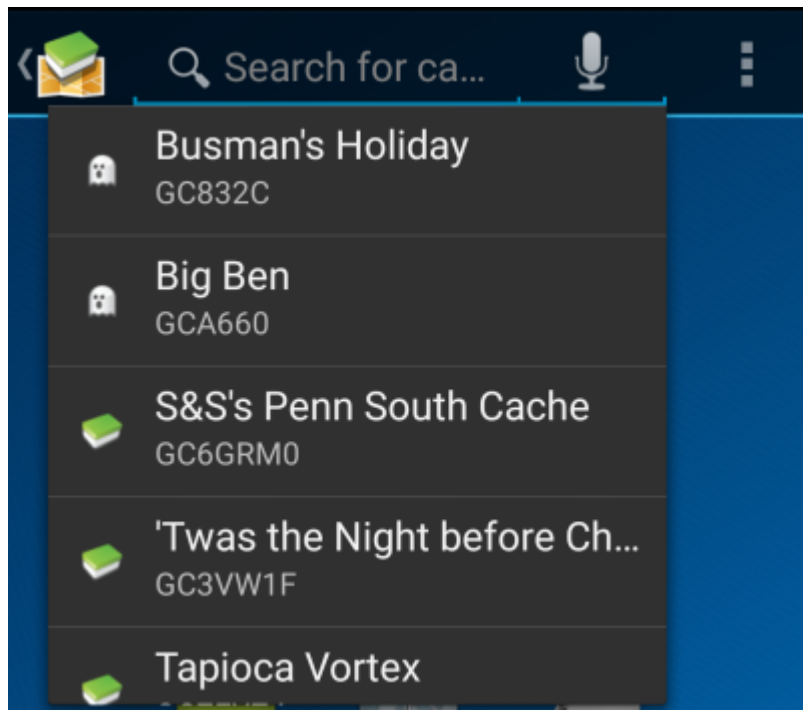 Search for ca...
Busman's Holiday
GC832C
Big Ben
GCA660
S&S's Penn South Cache
GC6GRM0
'Twas the Night before Ch...
GC3VW1F
Tapioca Vortex